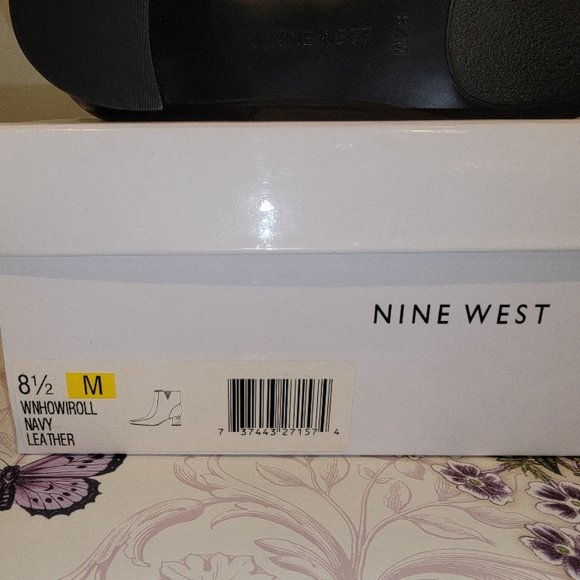 NINE WEST
NINE WEST
8½ M
WNHOWIROLL
NAVY
LEATHER
7 37443 27157 4